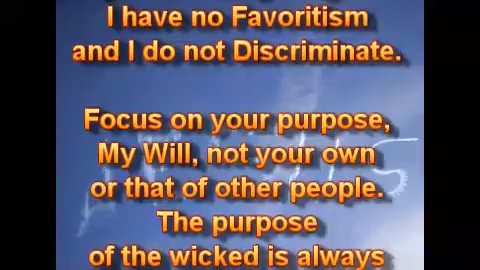 I have no Favoritism
and I do not Discriminate.
Focus on your purpose,
My Will, not your own
or that of other people.
The purpose
of the wicked is always